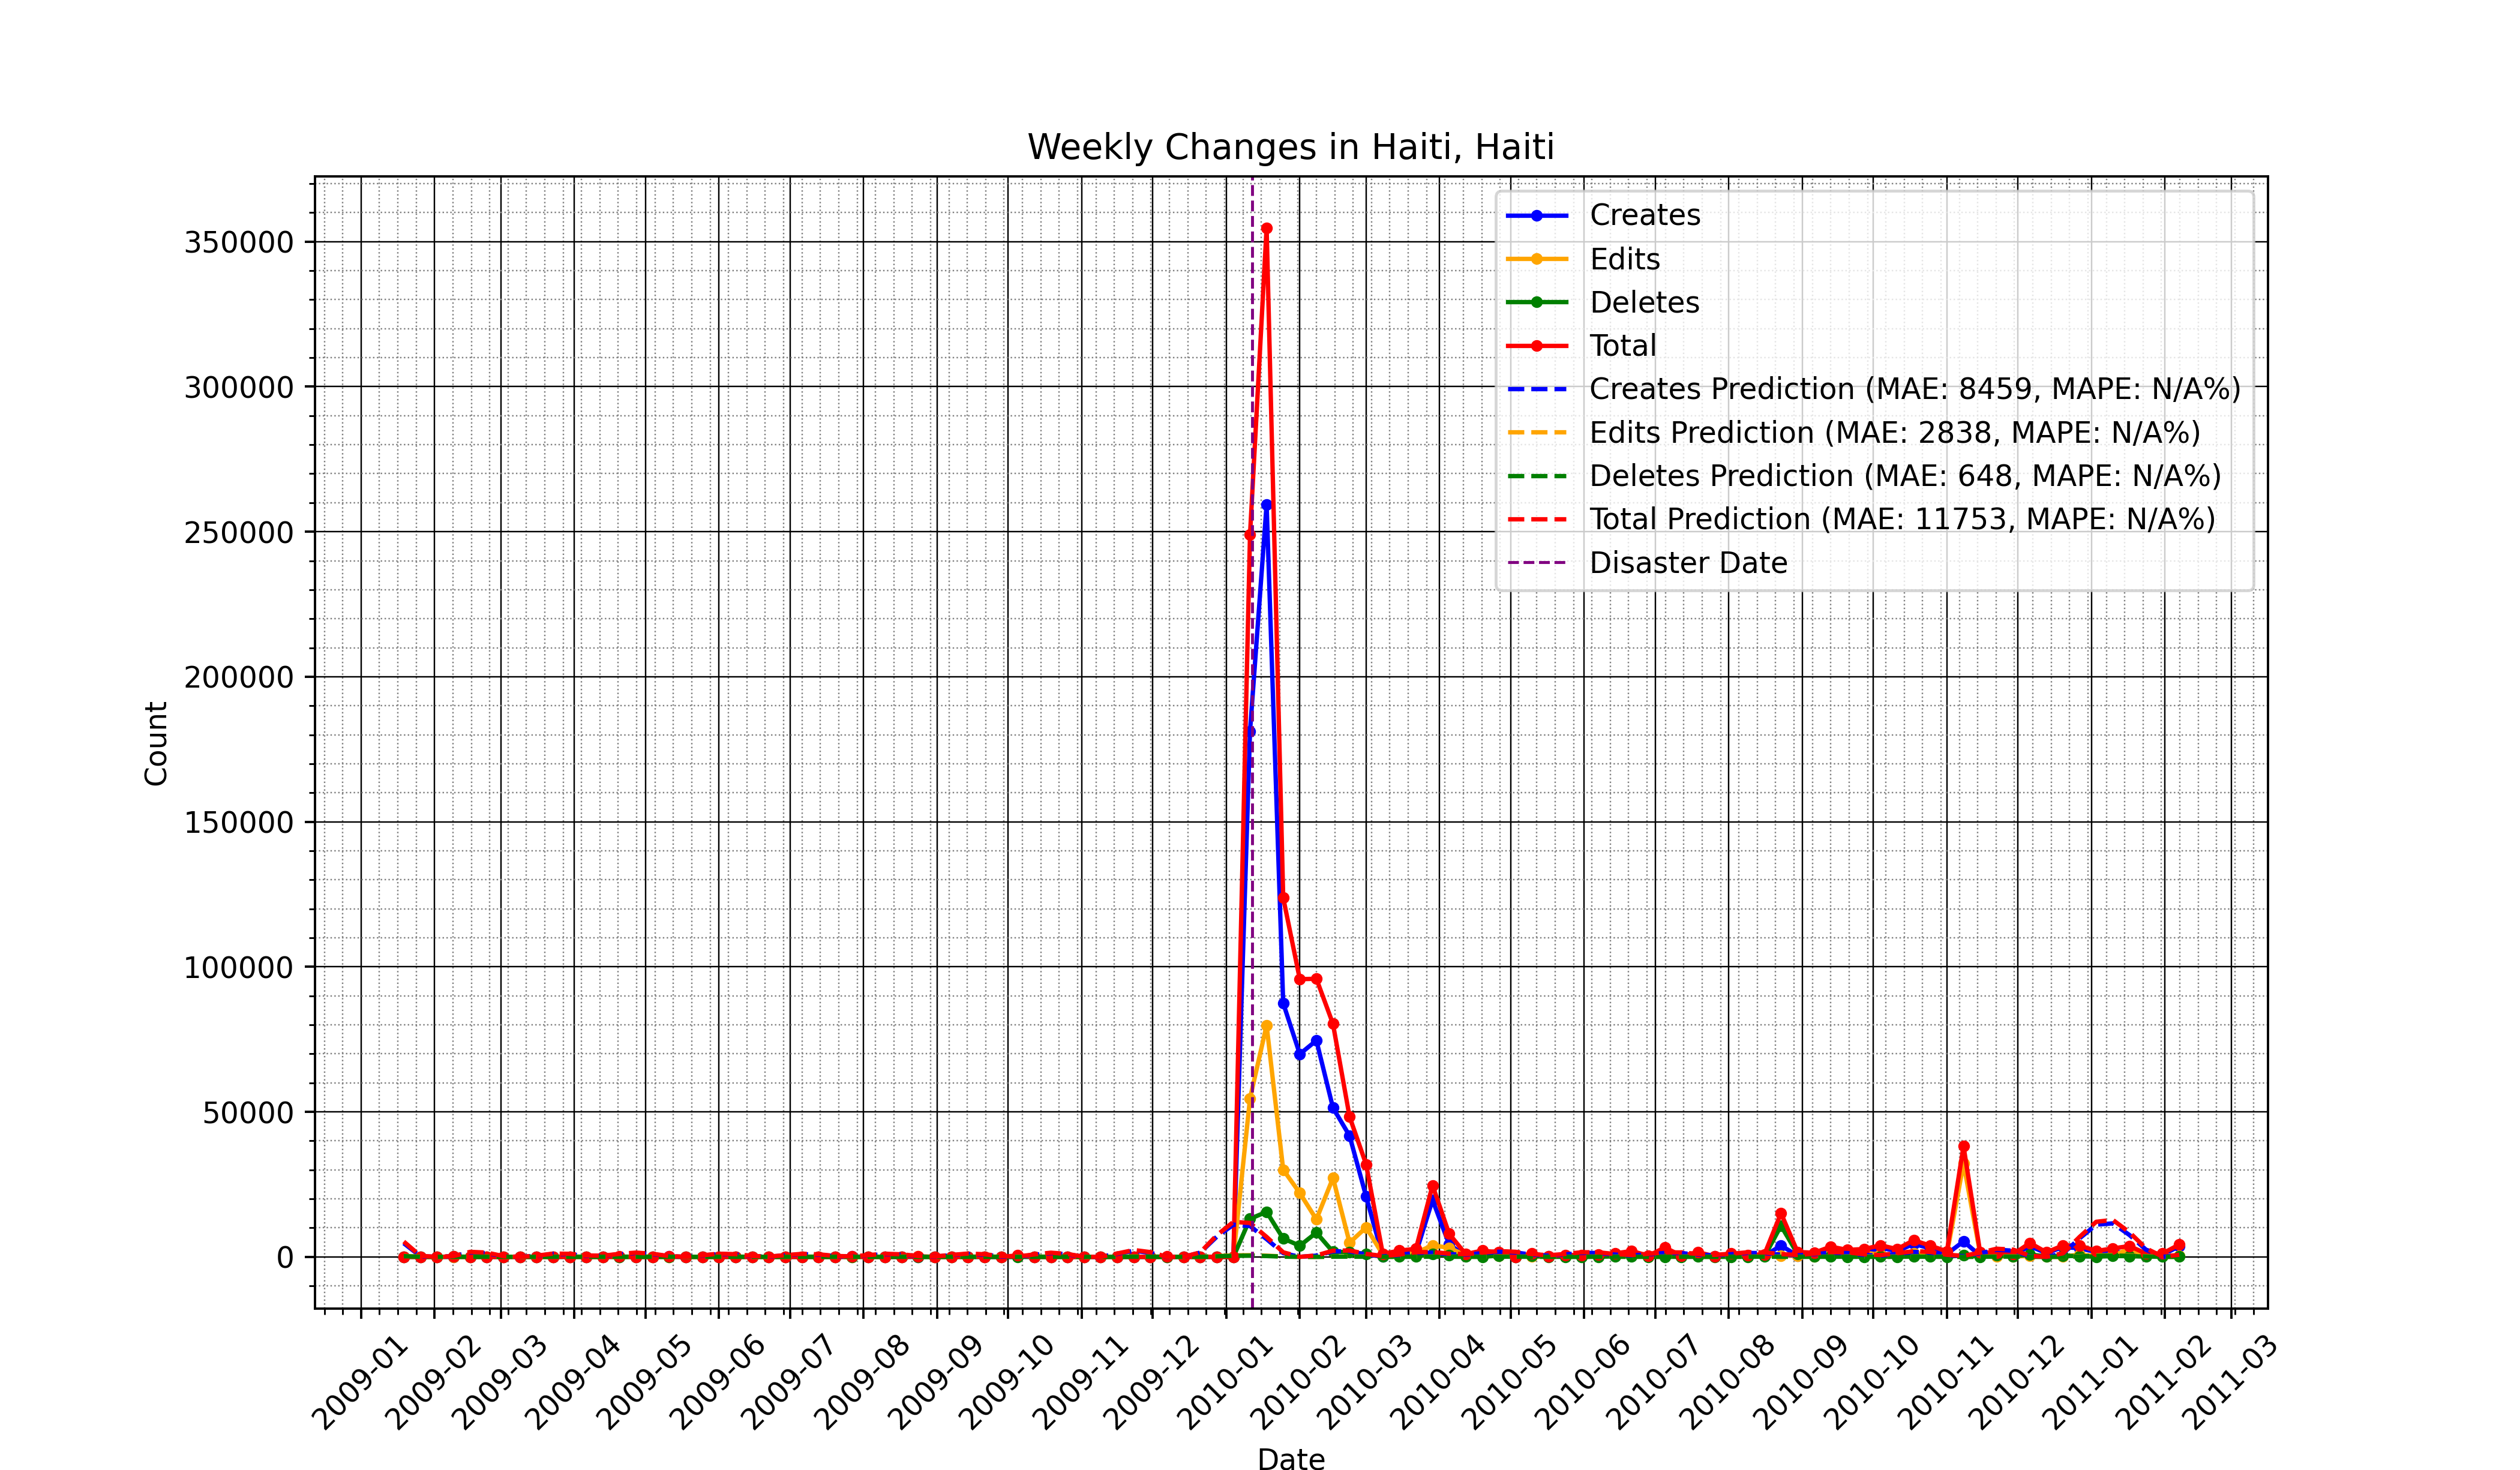 Weekly Changes in Haiti, Haiti
Creates
Edits
Deletes
Total
Creates Prediction (MAE: 8459, MAPE: N/A%)
Edits Prediction (MAE: 2838, MAPE: N/A%)
Deletes Prediction (MAE: 648, MAPE: N/A%)
Total Prediction (MAE: 11753, MAPE: N/A%)
Disaster Date
Count
350000
300000
250000
200000
150000
100000
50000
0
2009-01
2009-02
2009-03
2009-04
2009-05
2009-06
2009-07
2009-08
2009-09
2009-10
2009-11
2009-12
2010-01
2010-02
2010-03
2010-04
2010-05
2010-06
2010-07
2010-08
2010-09
2010-10
2010-11
2010-12
2011-01
2011-02
2011-03
Date